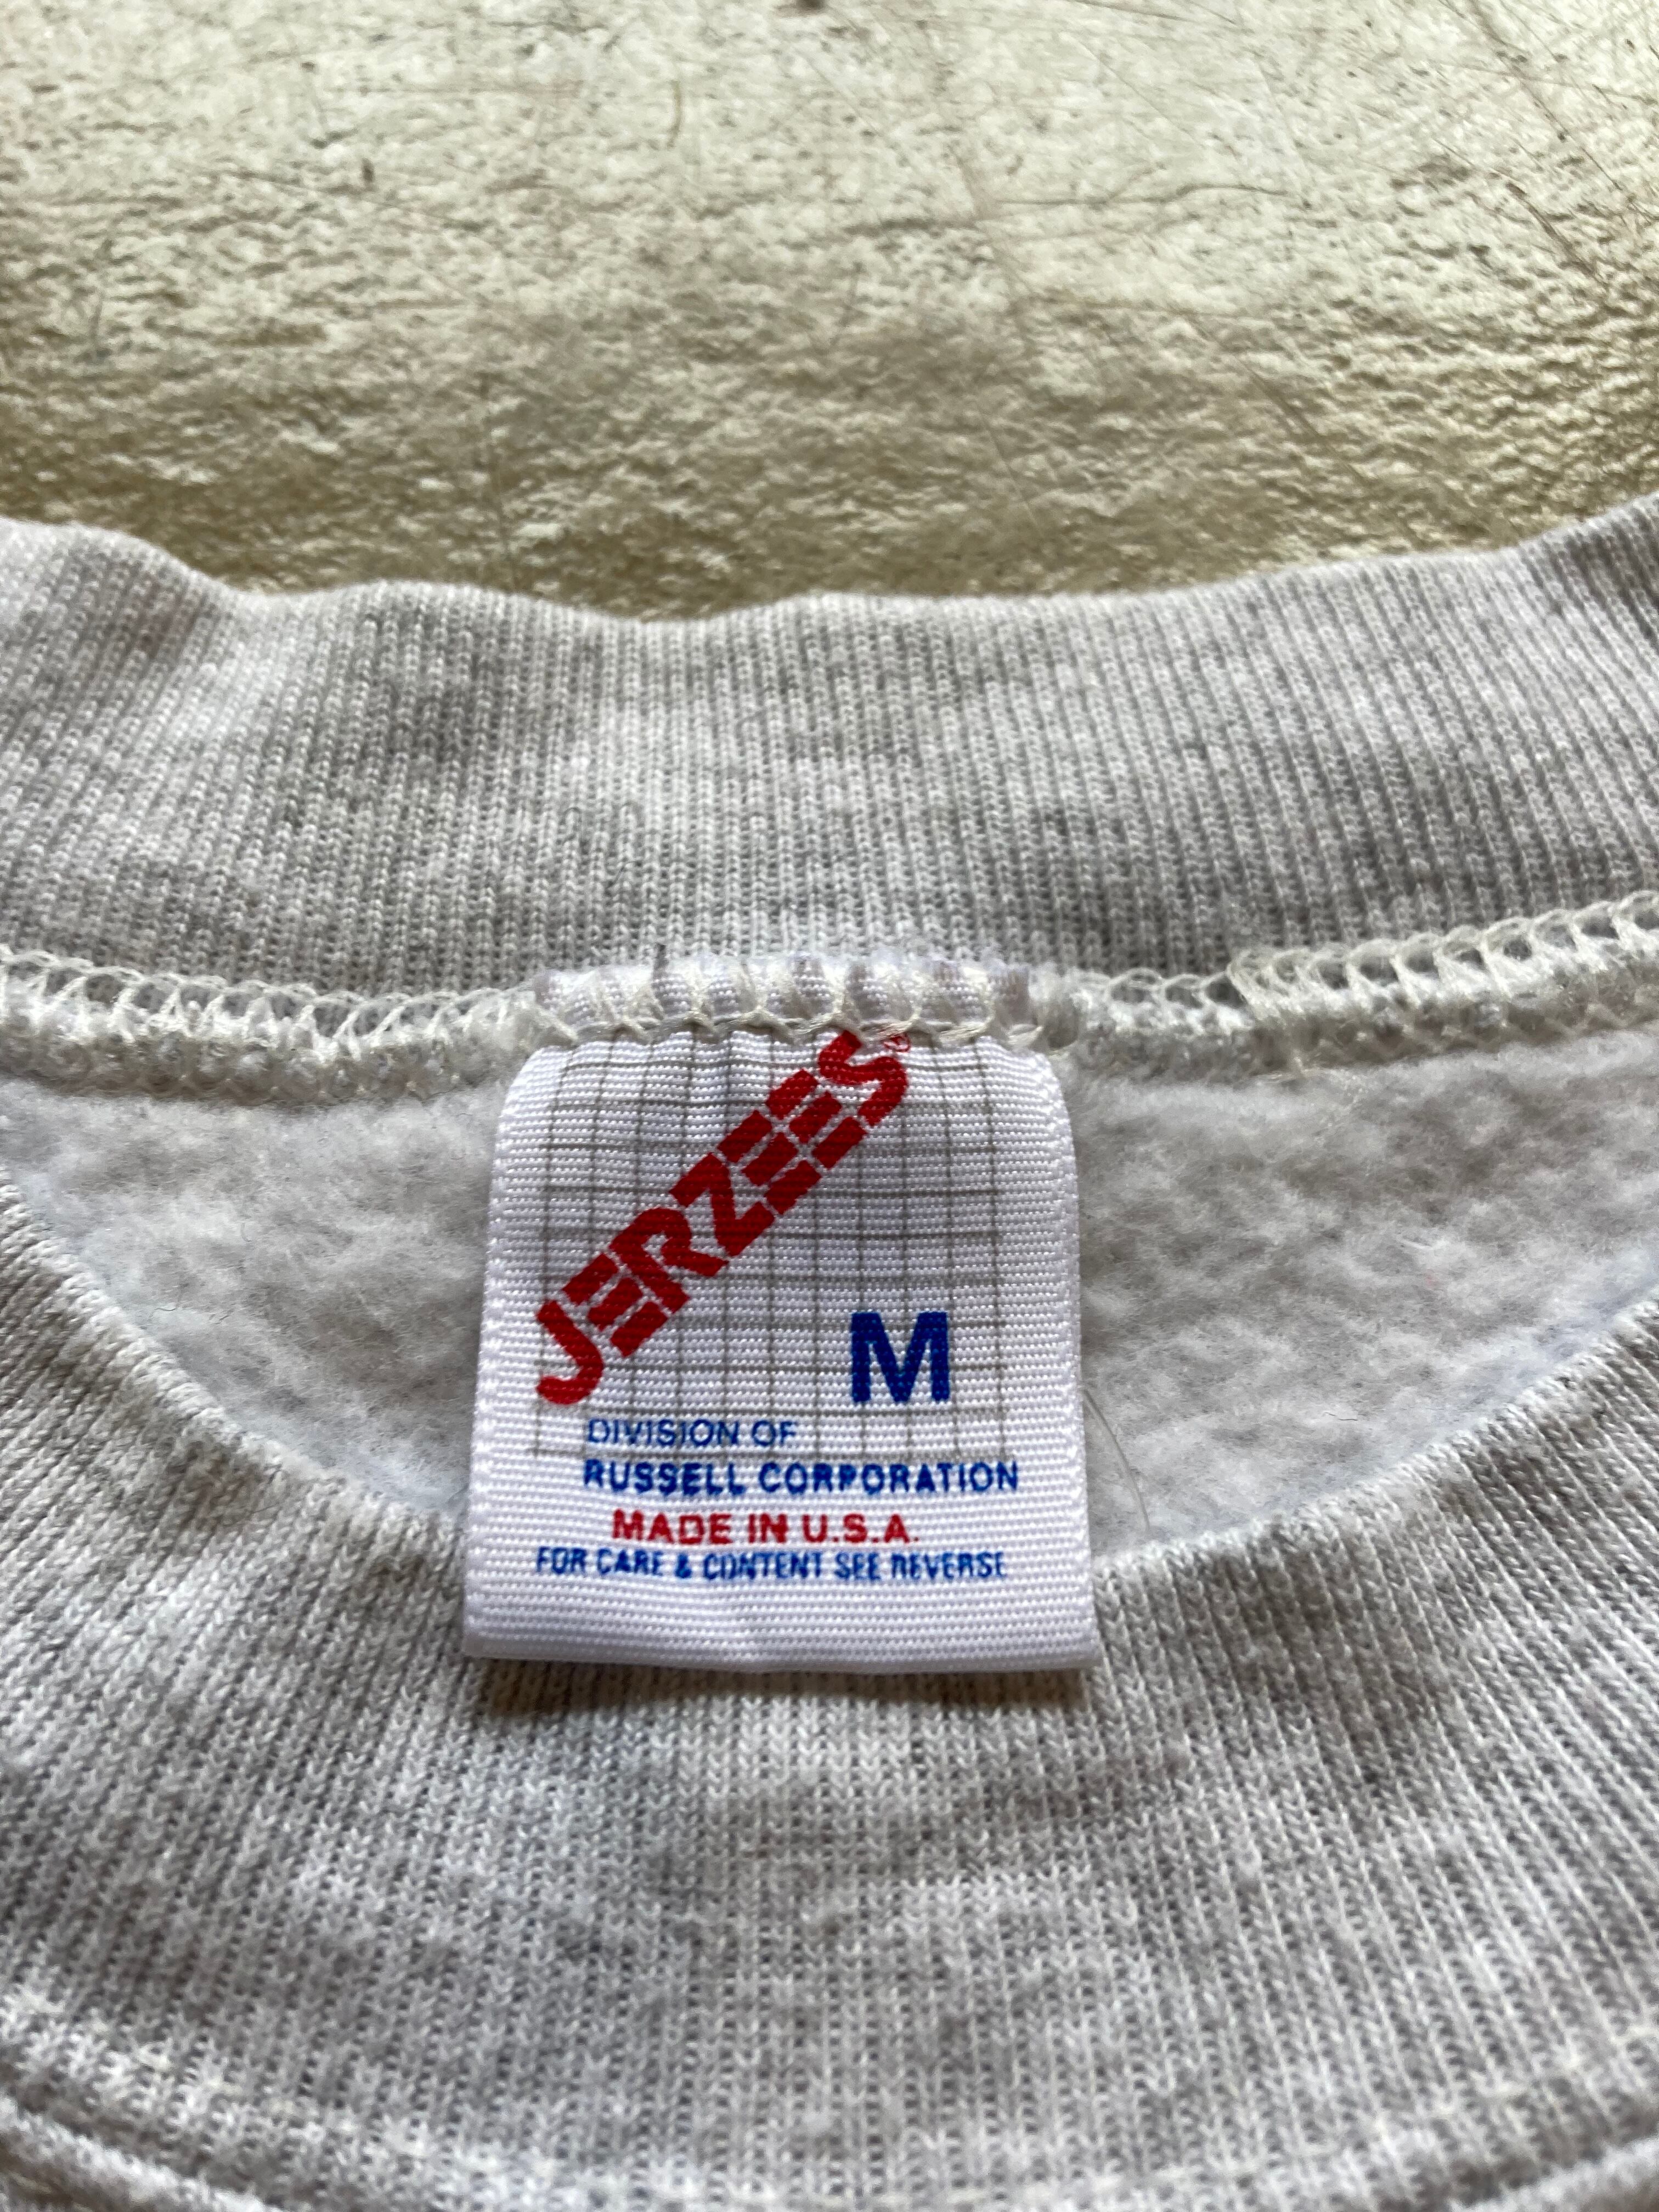 JERZEES®
M
DIVISION OF
RUSSELL CORPORATION
MADE IN U.S.A.
FOR CARE & CONTENT SEE REVERSE